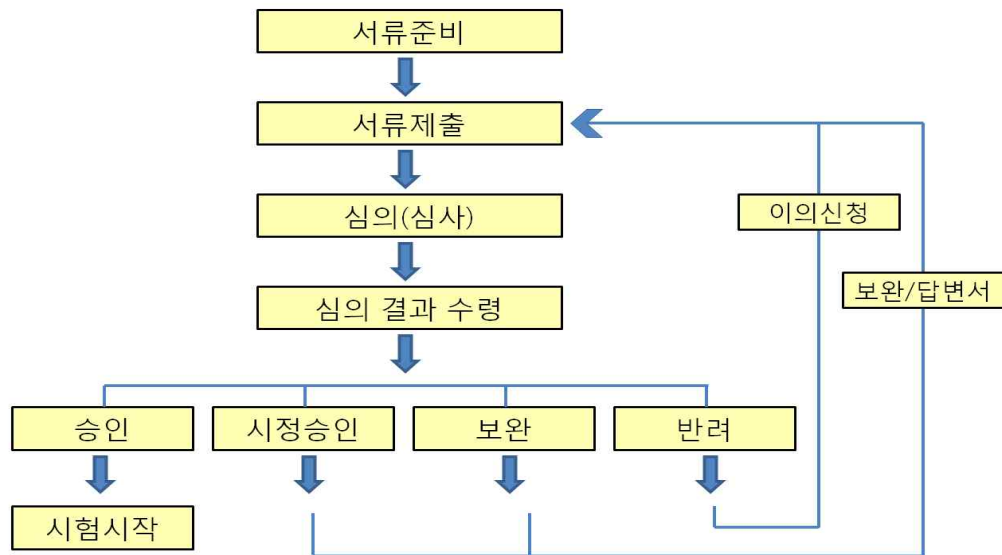 서류준비
서류제출
심의(심사)
이의신청
보완/답변서
심의 결과 수령
승인
시정승인
보완
반려
시험시작